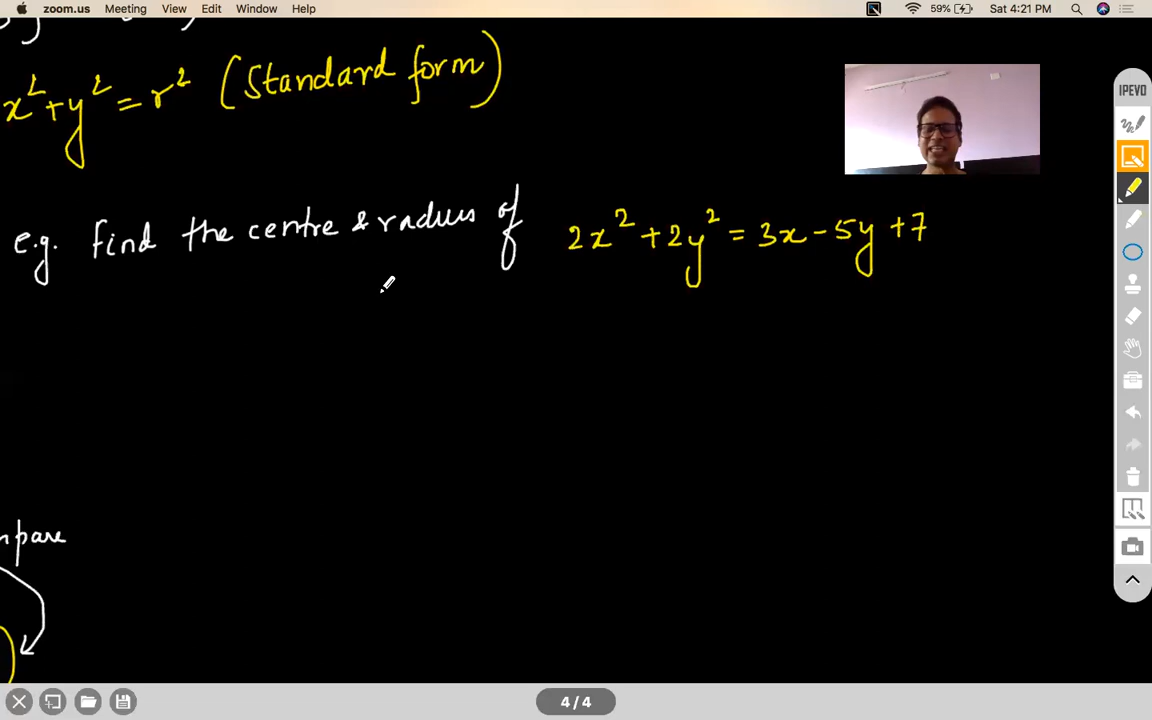 zoom.us Meeting View Edit Window Help 59% Sat 4:21 PM
x² + y² = r² (Standard form)
IPEVO
e.g. find the centre & radius of 2x² + 2y² = 3x - 5y + 7
4 / 4